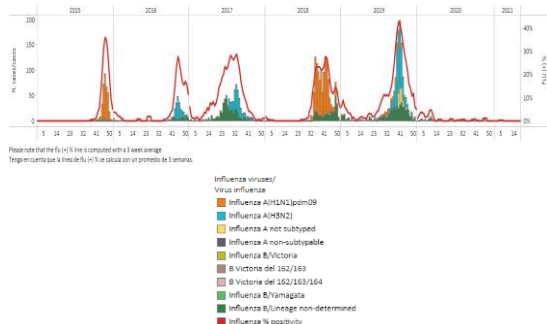 2015 2016 2017 2018 2019 2020 2021
200
150
100
50
0
N. cases/casos
40%
30%
20%
10%
0%
FLU (+) %
5 14 23 32 41 50 5 14 23 32 41 50 5 14 23 32 41 50 5 14 23 32 41 50 5 14 23 32 41 50 5 14 23 32 41 50 5 14
Please note that the flu (+) % line is computed with a 3 week average.
Tenga en cuenta que la línea de flu (+) % se calcula con un promedio de 3 semanas.
Influenza viruses/
Virus influenza
Influenza A(H1N1)pdm09
Influenza A(H3N2)
Influenza A not subtyped
Influenza A non-subtypable
Influenza B/Victoria
B Victoria del 162/163
B Victoria del 162/163/164
Influenza B/Yamagata
Influenza B/Lineage non-determined
Influenza % positivity